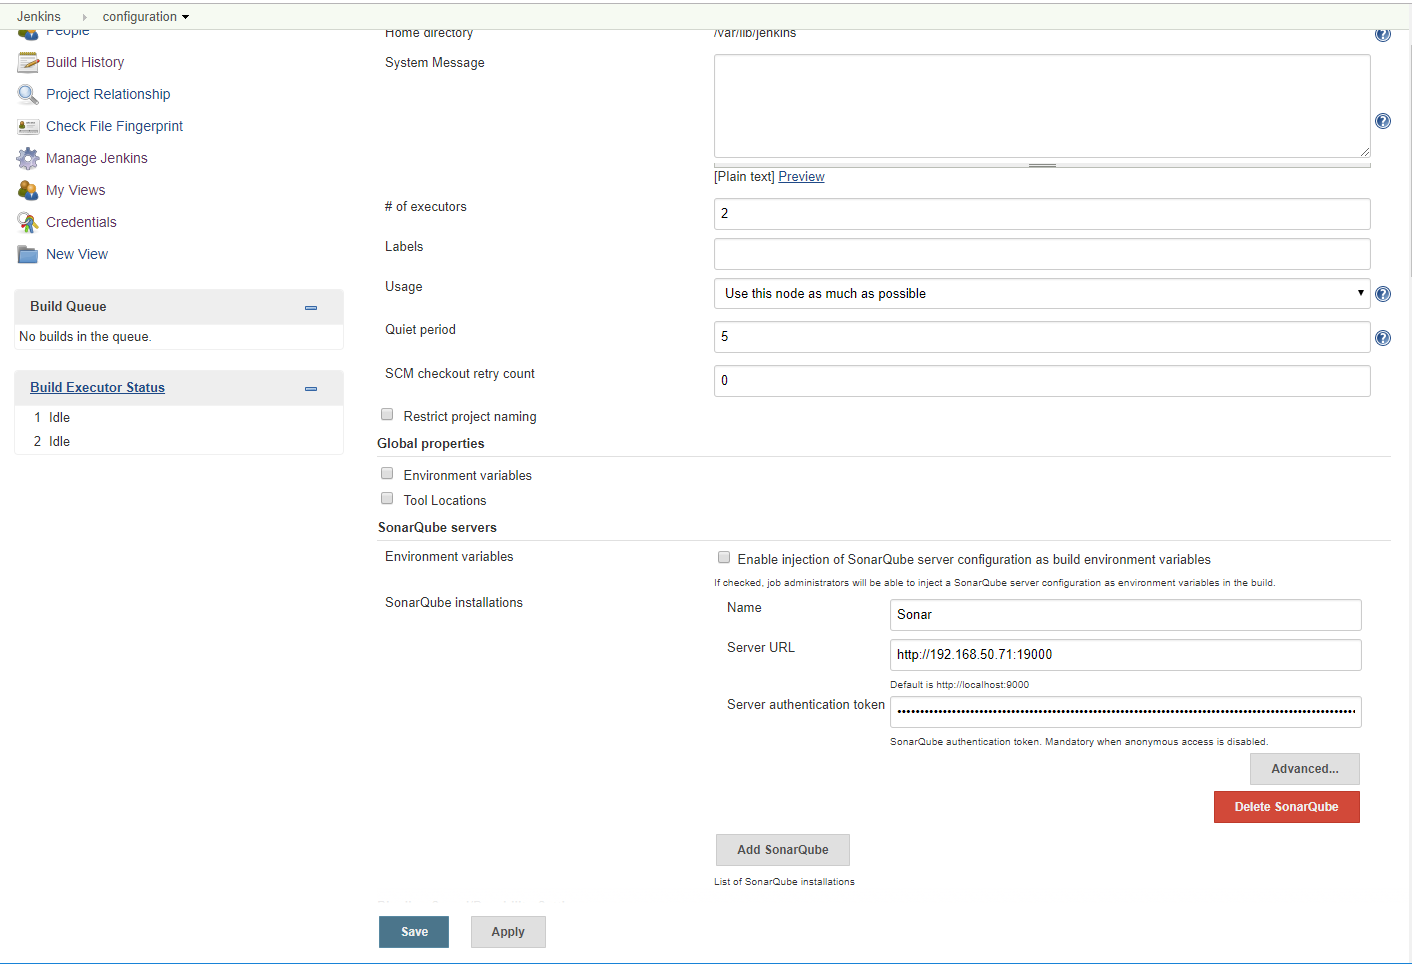 Jenkins configuration
People
Build History
Project Relationship
Check File Fingerprint
Manage Jenkins
My Views
Credentials
New View
Build Queue
No builds in the queue.
Build Executor Status
1 Idle
2 Idle
Home directory
/var/lib/jenkins
System Message
[Plain text] Preview
# of executors
2
Labels
Usage
Use this node as much as possible
Quiet period
5
SCM checkout retry count
0
Restrict project naming
Global properties
Environment variables
Tool Locations
SonarQube servers
Environment variables
Enable injection of SonarQube server configuration as build environment variables
If checked, job administrators will be able to inject a SonarQube server configuration as environment variables in the build.
SonarQube installations
Name
Sonar
Server URL
http://192.168.50.71:19000
Default is http://localhost:9000
Server authentication token
SonarQube authentication token. Mandatory when anonymous access is disabled.
Advanced...
Delete SonarQube
Add SonarQube
List of SonarQube installations
Save
Apply